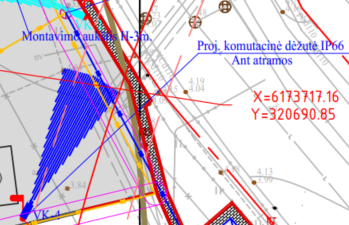 Montavimo aukštis H-3m.
Proj. komutacinė dėžutė IP66
Ant atramos
4.19
4.04
X=6173717.16
Y=320690.85
4.13
3.84
VK-4